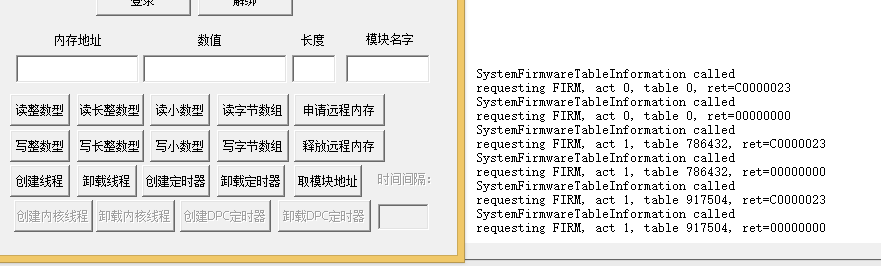 登录 解绑
内存地址 数值 长度 模块名字
读整数型 读长整数型 读小数型 读字节数组 申请远程内存
写整数型 写长整数型 写小数型 写字节数组 释放远程内存
创建线程 卸载线程 创建定时器 卸载定时器 取模块地址 时间间隔:
创建内核线程 卸载内核线程 创建DPC定时器 卸载DPC定时器
SystemFirmwareTableInformation called
requesting FIRM, act 0, table 0, ret=C0000023
SystemFirmwareTableInformation called
requesting FIRM, act 0, table 0, ret=00000000
SystemFirmwareTableInformation called
requesting FIRM, act 1, table 786432, ret=C0000023
SystemFirmwareTableInformation called
requesting FIRM, act 1, table 786432, ret=00000000
SystemFirmwareTableInformation called
requesting FIRM, act 1, table 917504, ret=C0000023
SystemFirmwareTableInformation called
requesting FIRM, act 1, table 917504, ret=00000000